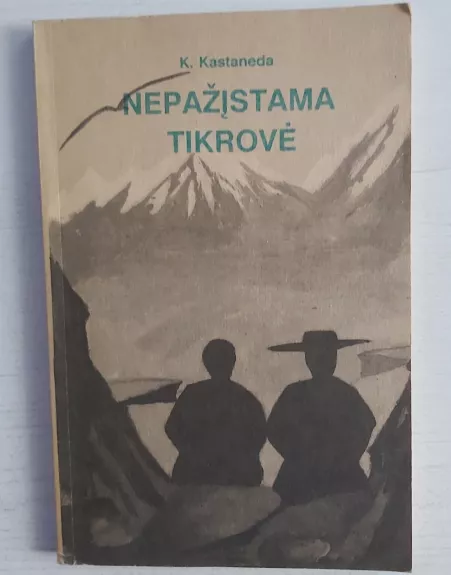 K. Kastaneda
NEPAŽĮSTAMA
TIKROVĖ